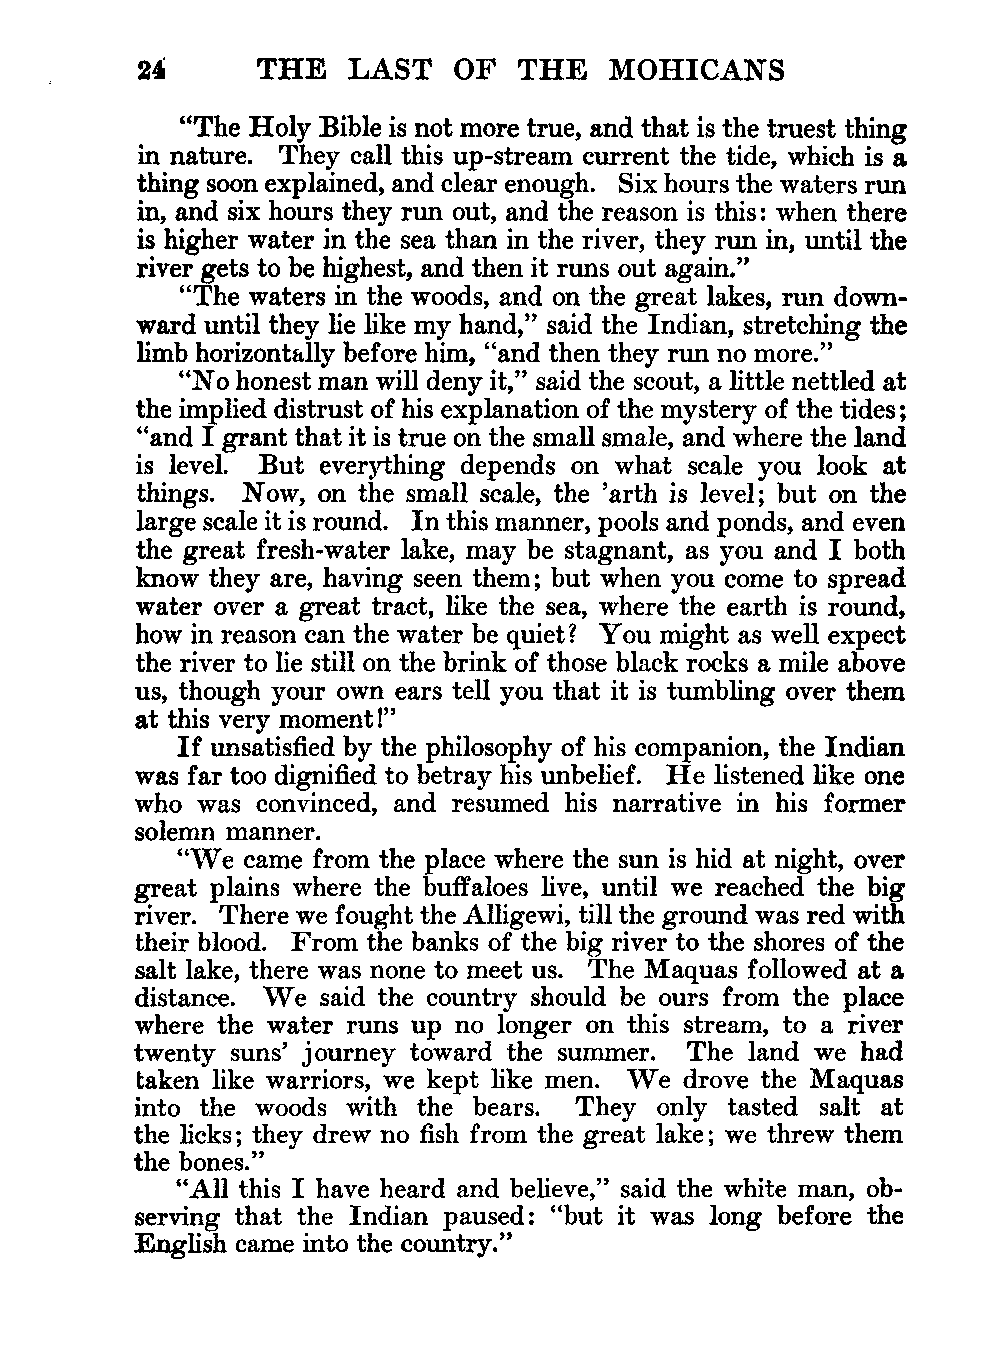 24 THE LAST OF THE MOHICANS
“The Holy Bible is not more true, and that is the truest thing
in nature. They call this up-stream current the tide, which is a
thing soon explained, and clear enough. Six hours the waters run
in, and six hours they run out, and the reason is this: when there
is higher water in the sea than in the river, they run in, until the
river gets to be highest, and then it runs out again.”
“The waters in the woods, and on the great lakes, run down-
ward until they lie like my hand,” said the Indian, stretching the
limb horizontally before him, “and then they run no more.”
“No honest man will deny it,” said the scout, a little nettled at
the implied distrust of his explanation of the mystery of the tides;
“and I grant that it is true on the small smale, and where the land
is level. But everything depends on what scale you look at
things. Now, on the small scale, the ’arth is level; but on the
large scale it is round. In this manner, pools and ponds, and even
the great fresh-water lake, may be stagnant, as you and I both
know they are, having seen them; but when you come to spread
water over a great tract, like the sea, where the earth is round,
how in reason can the water be quiet? You might as well expect
the river to lie still on the brink of those black rocks a mile above
us, though your own ears tell you that it is tumbling over them
at this very moment!”
If unsatisfied by the philosophy of his companion, the Indian
was far too dignified to betray his unbelief. He listened like one
who was convinced, and resumed his narrative in his former
solemn manner.
“We came from the place where the sun is hid at night, over
great plains where the buffaloes live, until we reached the big
river. There we fought the Alligewi, till the ground was red with
their blood. From the banks of the big river to the shores of the
salt lake, there was none to meet us. The Maquas followed at a
distance. We said the country should be ours from the place
where the water runs up no longer on this stream, to a river
twenty suns’ journey toward the summer. The land we had
taken like warriors, we kept like men. We drove the Maquas
into the woods with the bears. They only tasted salt at
the licks; they drew no fish from the great lake; we threw them
the bones.”
“All this I have heard and believe,” said the white man, ob-
serving that the Indian paused: “but it was long before the
English came into the country.”